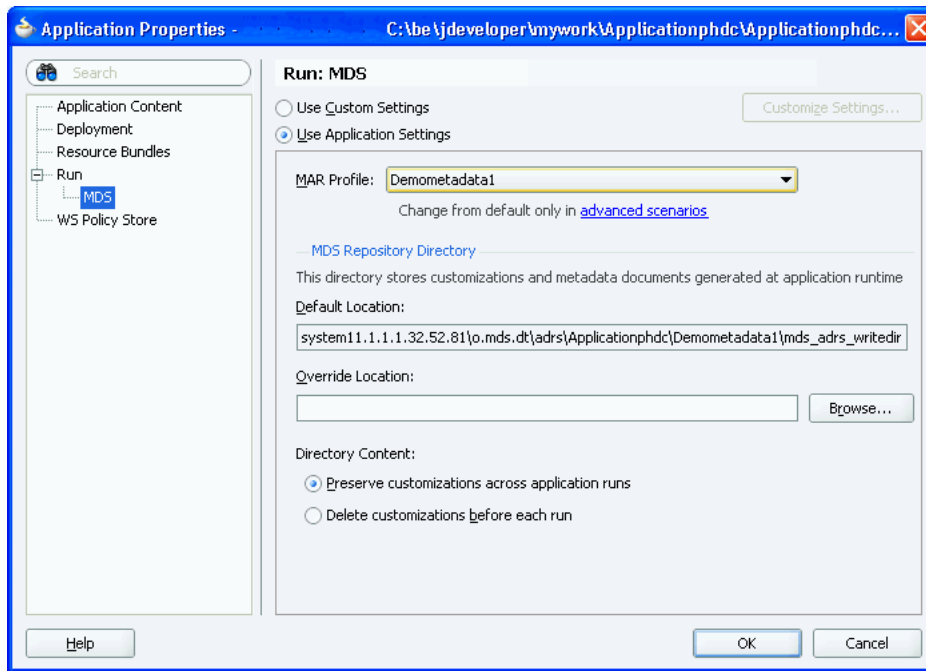 Application Properties - C:\be\jdeveloper\mywork\Applicationphdc\Applicationphdc...
Search
Run: MDS
Application Content
Deployment
Resource Bundles
Run
MDS
WS Policy Store
Use Custom Settings
Customize Settings...
Use Application Settings
MAR Profile: Demometadata1
Change from default only in advanced scenarios
MDS Repository Directory
This directory stores customizations and metadata documents generated at application runtime
Default Location:
system11.1.1.1.32.52.81\o.mds.dt\adrs\Applicationphdc\Demometadata1\mds_adrs_writedir
Override Location:
Browse...
Directory Content:
Preserve customizations across application runs
Delete customizations before each run
Help
OK
Cancel